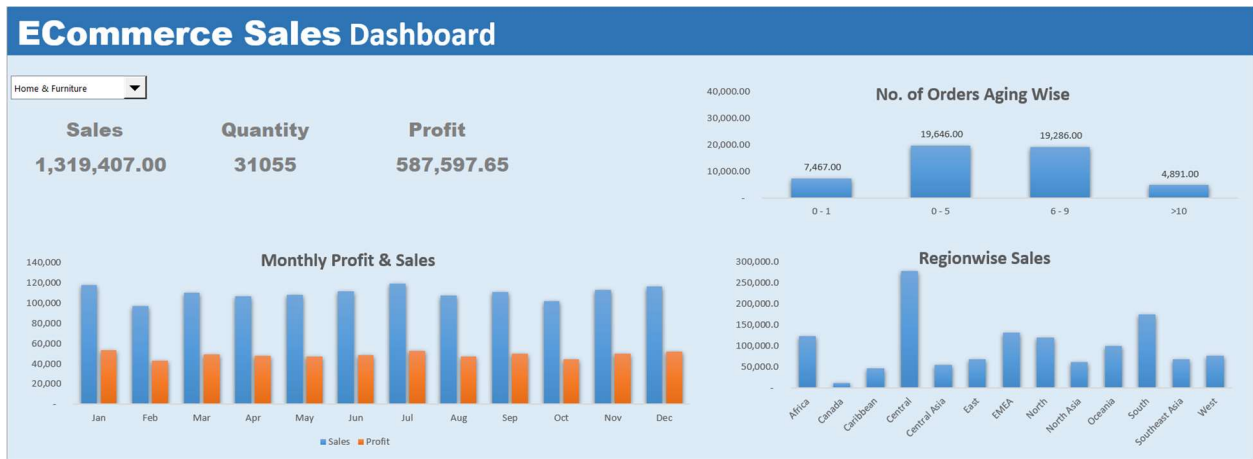 ECommerce Sales Dashboard
Home & Furniture
Sales Quantity Profit
1,319,407.00 31055 587,597.65
No. of Orders Aging Wise
40,000.00
30,000.00
20,000.00
10,000.00
-
7,467.00 19,646.00 19,286.00 4,891.00
0 - 1 0 - 5 6 - 9 >10
Monthly Profit & Sales
140,000
120,000
100,000
80,000
60,000
40,000
20,000
-
Jan Feb Mar Apr May Jun Jul Aug Sep Oct Nov Dec
Sales Profit
Regionwise Sales
300,000.0
250,000.0
200,000.0
150,000.0
100,000.0
50,000.0
-
Africa Canada Caribbean Central Central Asia East EMEA North North Asia Oceania South Southeast Asia West